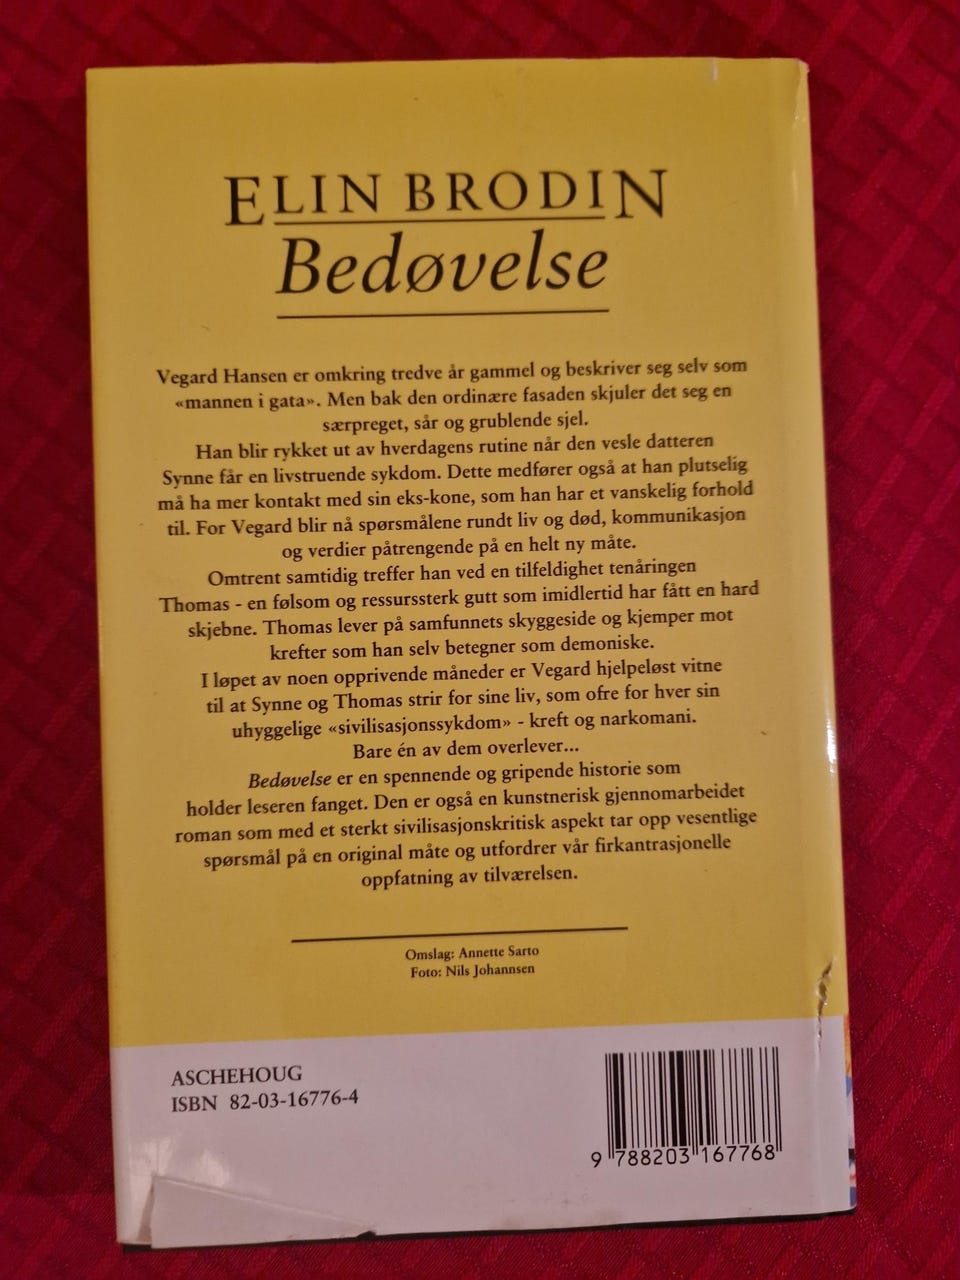 ELIN BRODIN
Bedøvelse
Vegard Hansen er omkring tredve år gammel og beskriver seg selv som
«mannen i gata». Men bak den ordinære fasaden skjuler det seg en
særpreget, sår og grublende sjel.
Han blir rykket ut av hverdagens rutine når den vesle datteren
Synne får en livstruende sykdom. Dette medfører også at han plutselig
må ha mer kontakt med sin eks-kone, som han har et vanskelig forhold
til. For Vegard blir nå spørsmålene rundt liv og død, kommunikasjon
og verdier påtrengende på en helt ny måte.
Omtrent samtidig treffer han ved en tilfeldighet tenåringen
Thomas - en følsom og ressurssterk gutt som imidlertid har fått en hard
skjebne. Thomas lever på samfunnets skyggeside og kjemper mot
krefter som han selv betegner som demoniske.
I løpet av noen opprivende måneder er Vegard hjelpeløst vitne
til at Synne og Thomas strir for sine liv, som ofre for hver sin
uhyggelige «sivilisasjonssykdom» - kreft og narkomani.
Bare én av dem overlever...
Bedøvelse er en spennende og gripende historie som
holder leseren fanget. Den er også en kunstnerisk gjennomarbeidet
roman som med et sterkt sivilisasjonskritisk aspekt tar opp vesentlige
spørsmål på en original måte og utfordrer vår firkantrasjonelle
oppfatning av tilværelsen.
Omslag: Annette Sarto
Foto: Nils Johannsen
ASCHEHOUG
ISBN 82-03-16776-4
9 788203 167768